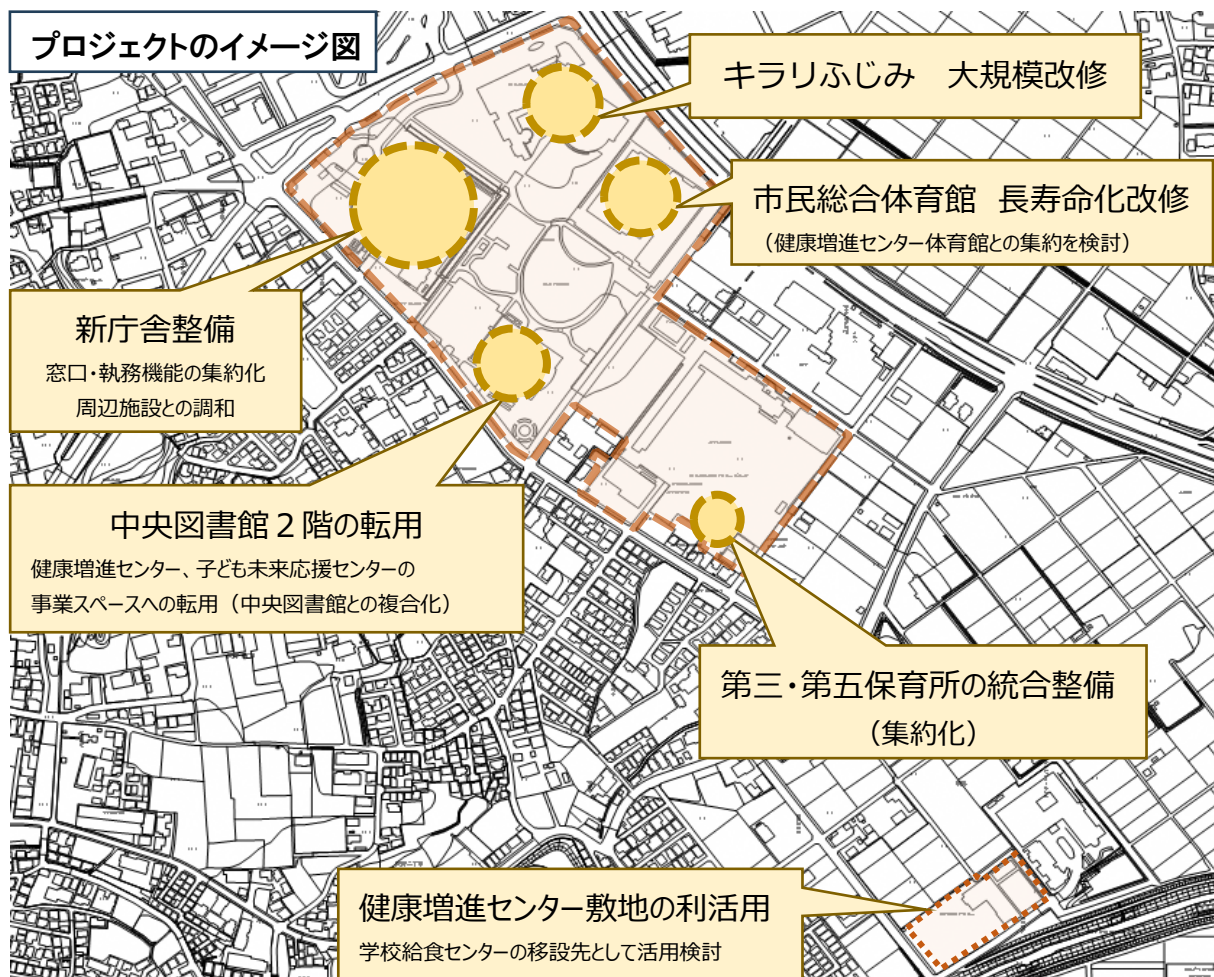 プロジェクトのイメージ図
キラリふじみ　大規模改修
市民総合体育館　長寿命化改修
（健康増進センター体育館との集約を検討）
新庁舎整備
窓口・執務機能の集約化
周辺施設との調和
中央図書館２階の転用
健康増進センター、子ども未来応援センターの
事業スペースへの転用（中央図書館との複合化）
第三・第五保育所の統合整備
（集約化）
健康増進センター敷地の利活用
学校給食センターの移設先として活用検討